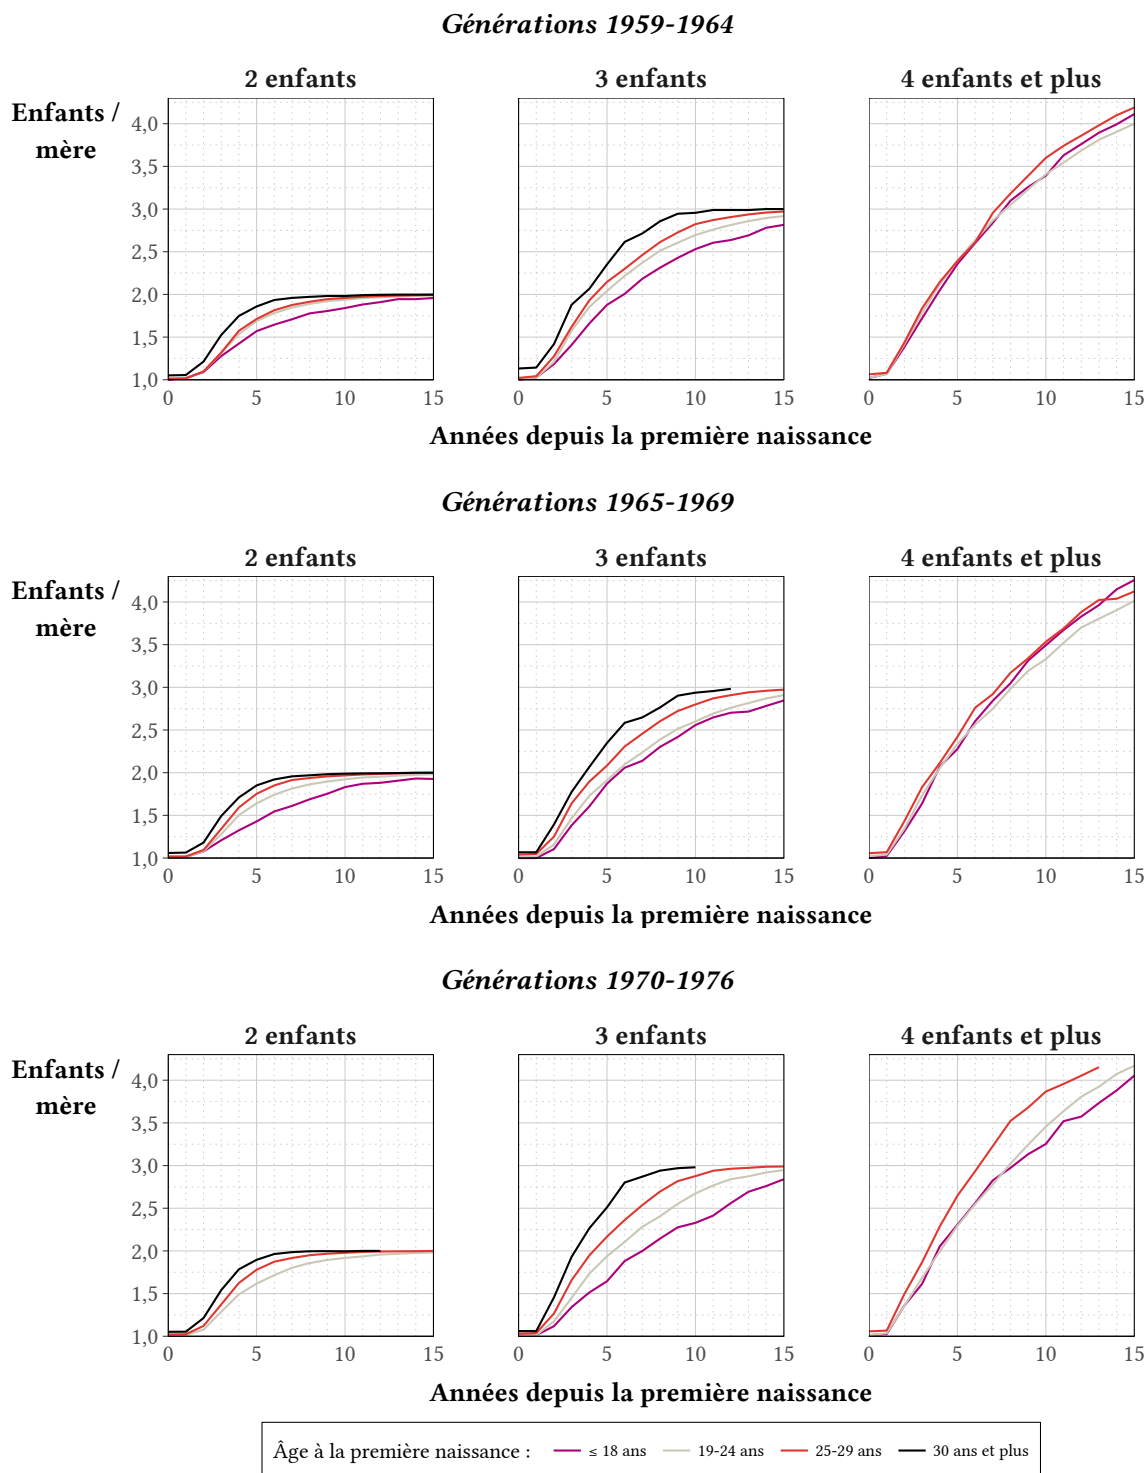 Générations 1959-1964
2 enfants
3 enfants
4 enfants et plus
Enfants /
mère
4,0
3,5
3,0
2,5
2,0
1,5
1,0
0 5 10 15
0 5 10 15
0 5 10 15
Années depuis la première naissance
Générations 1965-1969
2 enfants
3 enfants
4 enfants et plus
Enfants /
mère
4,0
3,5
3,0
2,5
2,0
1,5
1,0
0 5 10 15
0 5 10 15
0 5 10 15
Années depuis la première naissance
Générations 1970-1976
2 enfants
3 enfants
4 enfants et plus
Enfants /
mère
4,0
3,5
3,0
2,5
2,0
1,5
1,0
0 5 10 15
0 5 10 15
0 5 10 15
Années depuis la première naissance
Âge à la première naissance : ≤ 18 ans 19-24 ans 25-29 ans 30 ans et plus